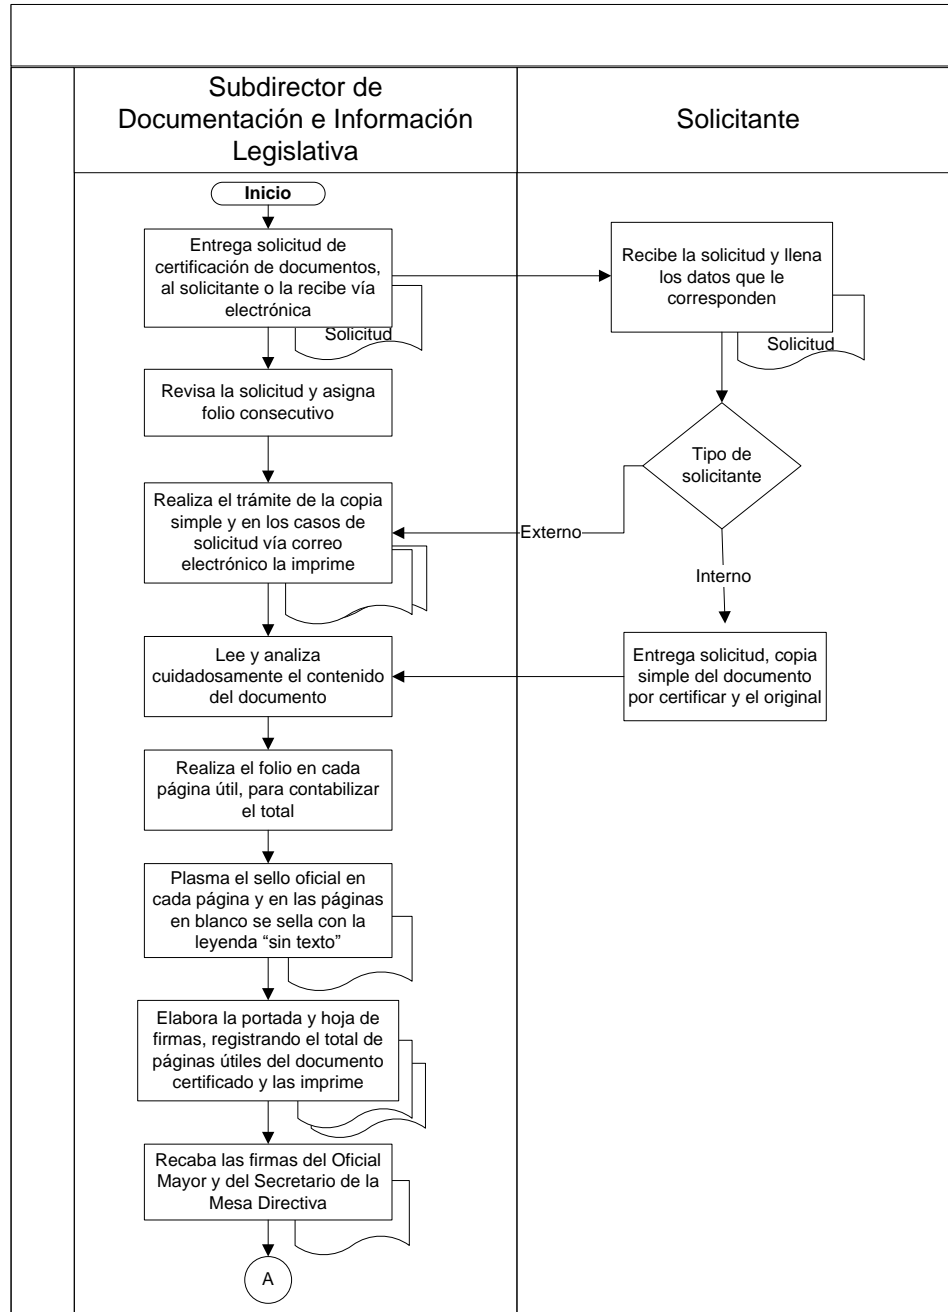 Subdirector de
Documentación e Información
Legislativa
Solicitante
Inicio
Entrega solicitud de
certificación de documentos,
al solicitante o la recibe vía
electrónica
Solicitud
Recibe la solicitud y llena
los datos que le
corresponden
Solicitud
Revisa la solicitud y asigna
folio consecutivo
Tipo de
solicitante
Realiza el trámite de la copia
simple y en los casos de
solicitud vía correo
electrónico la imprime
Externo
Interno
Lee y analiza
cuidadosamente el contenido
del documento
Entrega solicitud, copia
simple del documento
por certificar y el original
Realiza el folio en cada
página útil, para contabilizar
el total
Plasma el sello oficial en
cada página y en las páginas
en blanco se sella con la
leyenda “sin texto”
Elabora la portada y hoja de
firmas, registrando el total de
páginas útiles del documento
certificado y las imprime
Recaba las firmas del Oficial
Mayor y del Secretario de la
Mesa Directiva
A